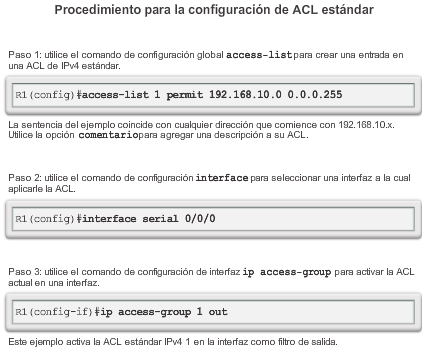 Procedimiento para la configuración de ACL estándar
Paso 1: utilice el comando de configuración global access-list para crear una entrada en
una ACL de IPv4 estándar.
R1(config)#access-list 1 permit 192.168.10.0 0.0.0.255
La sentencia del ejemplo coincide con cualquier dirección que comience con 192.168.10.x.
Utilice la opción comentario para agregar una descripción a su ACL.
Paso 2: utilice el comando de configuración interface para seleccionar una interfaz a la cual
aplicarle la ACL.
R1(config)#interface serial 0/0/0
Paso 3: utilice el comando de configuración de interfaz ip access-group para activar la ACL
actual en una interfaz.
R1(config-if)#ip access-group 1 out
Este ejemplo activa la ACL estándar IPv4 1 en la interfaz como filtro de salida.